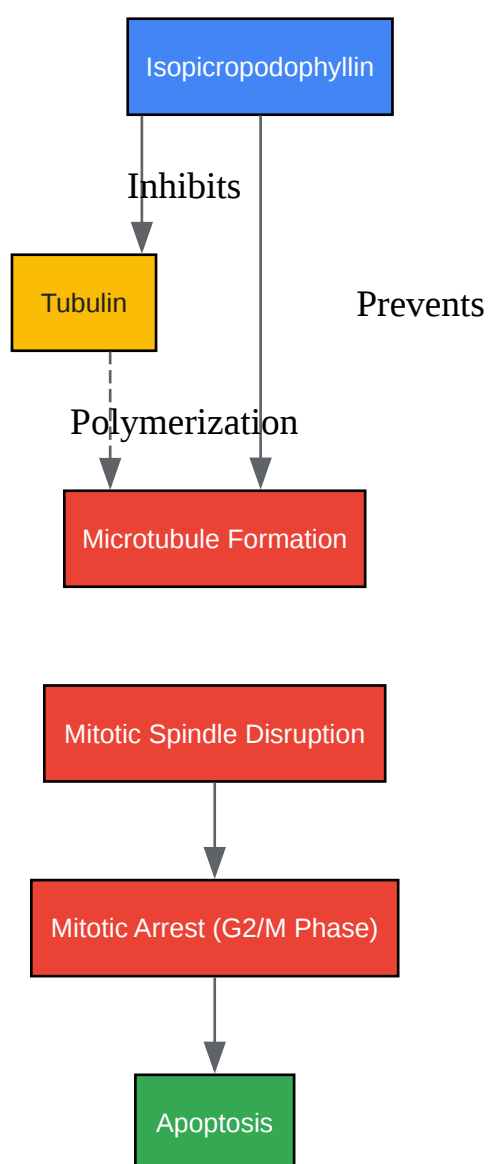 Isopicropodophyllin
Inhibits
Tubulin
Prevents
Polymerization
Microtubule Formation
Mitotic Spindle Disruption
Mitotic Arrest (G2/M Phase)
Apoptosis